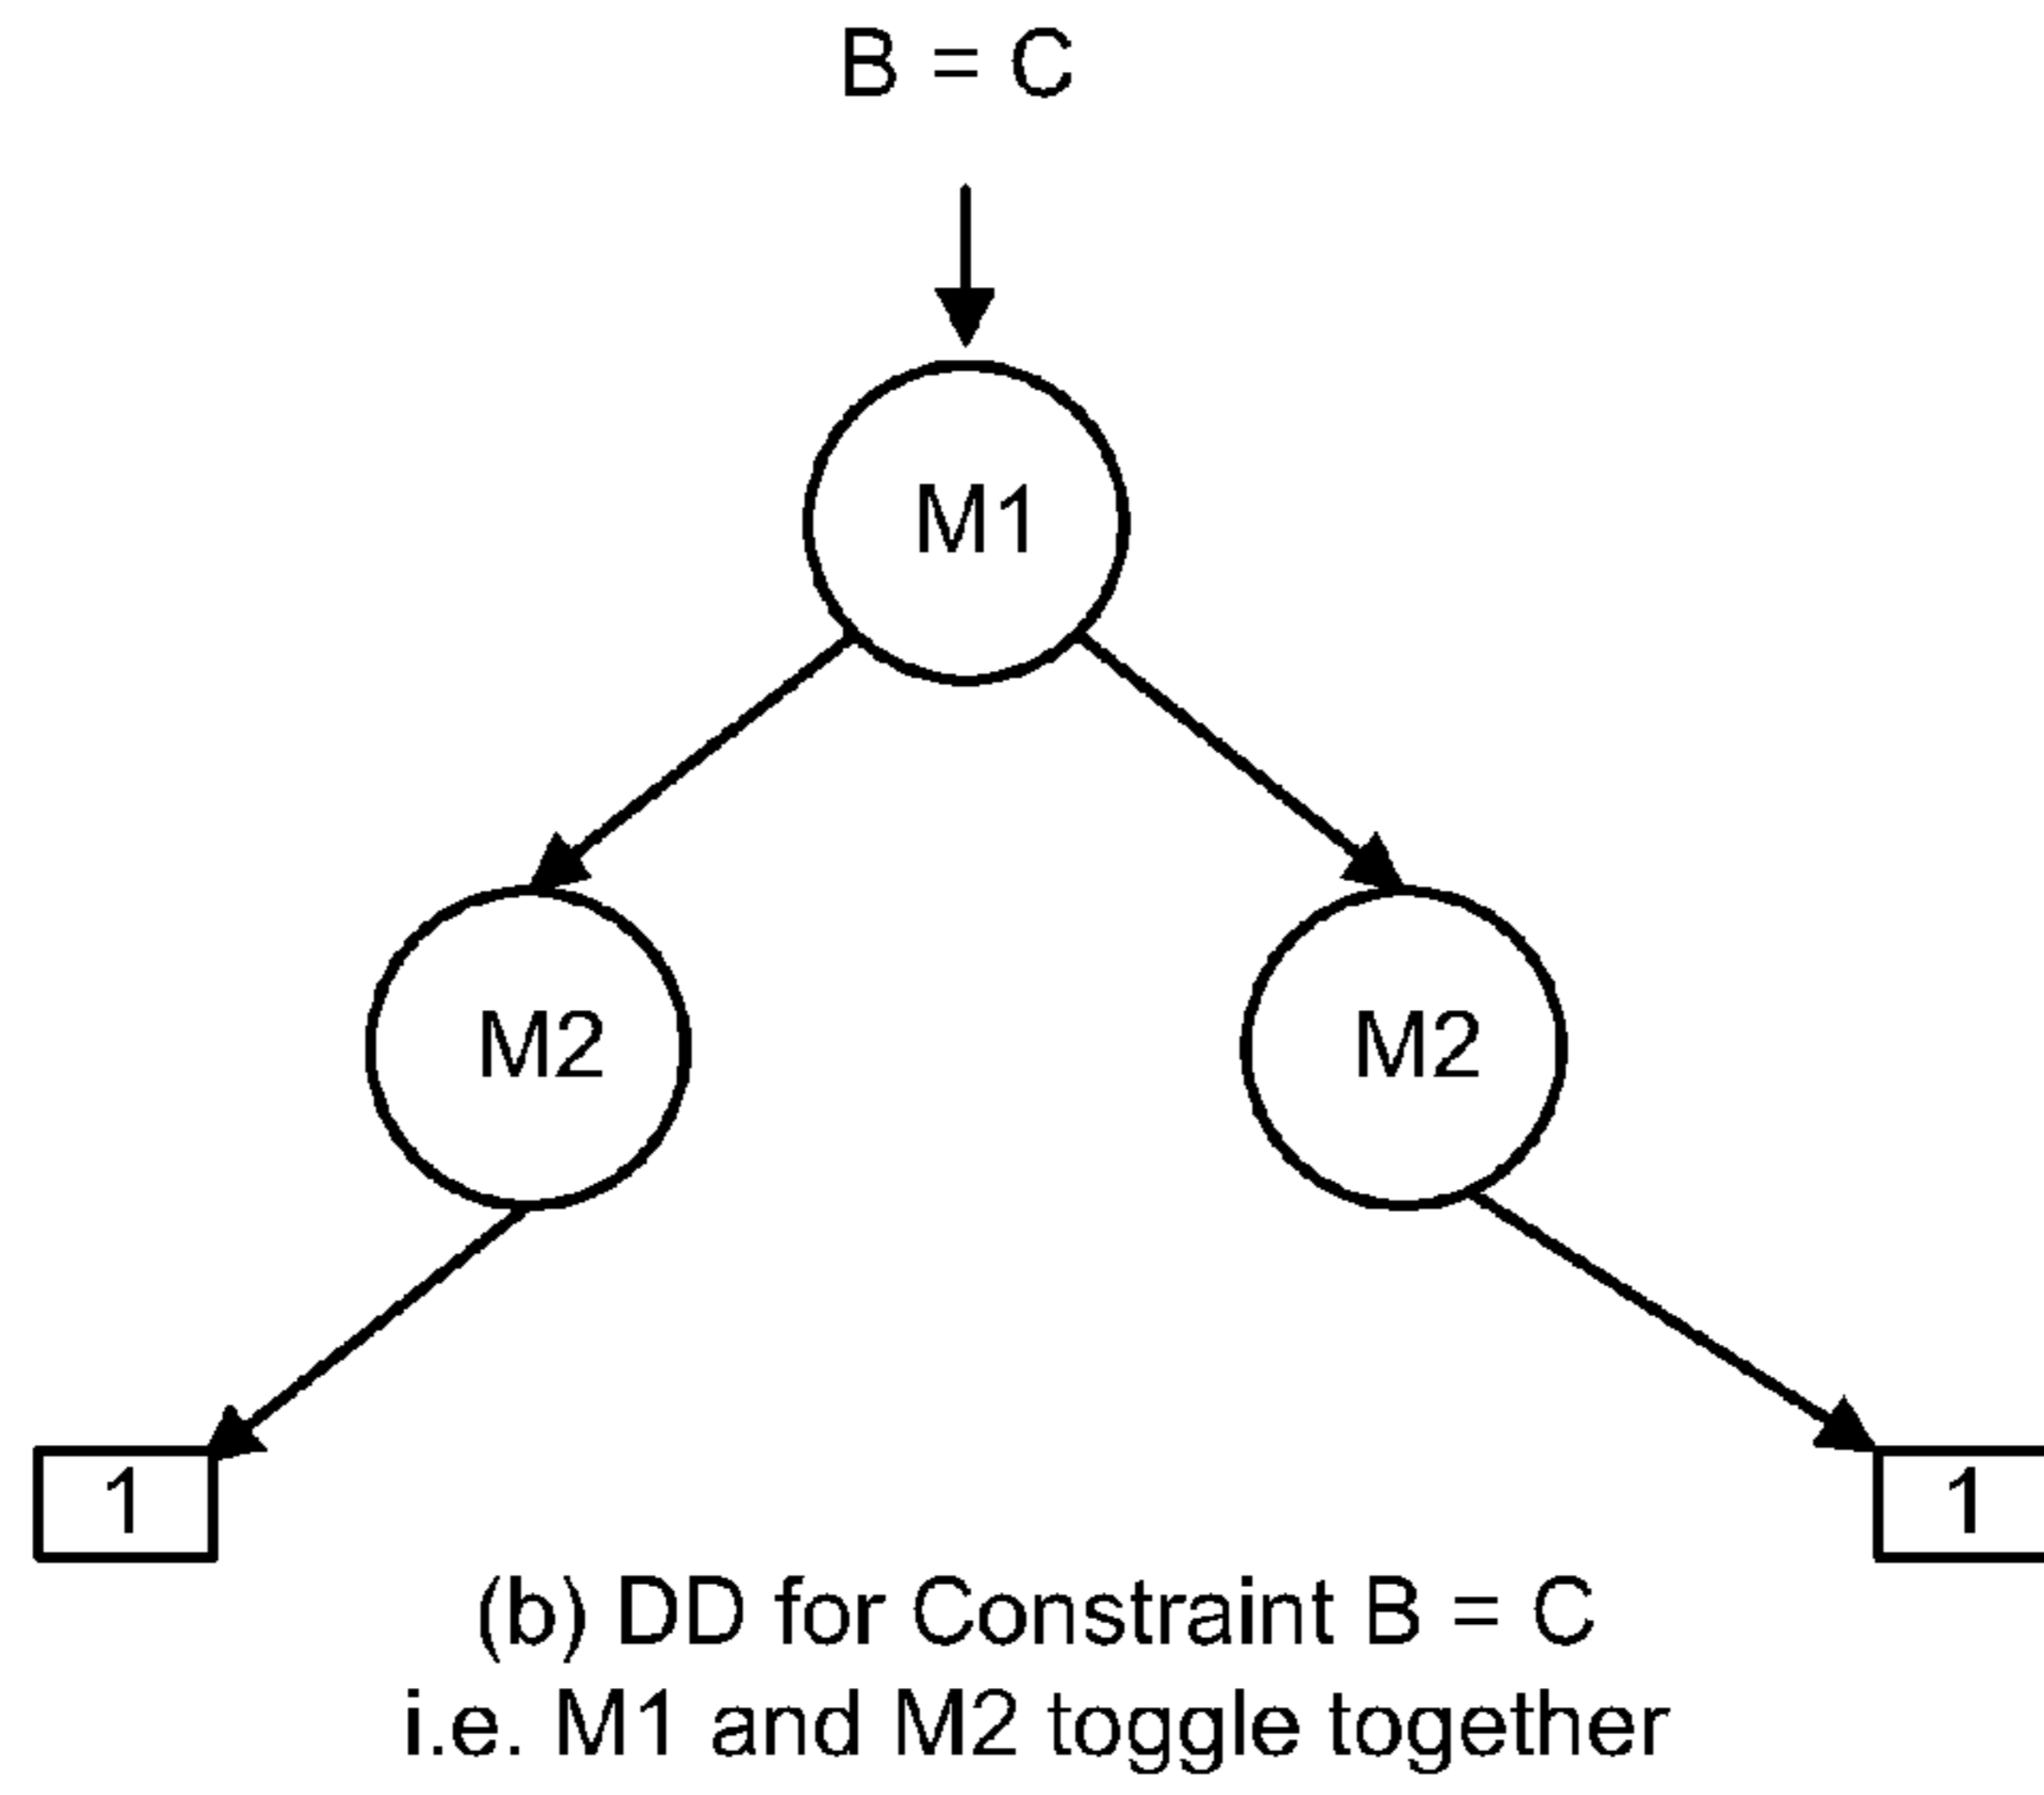 B = C
M1
M2 M2
1 1
(b) DD for Constraint B = C
i.e. M1 and M2 toggle together